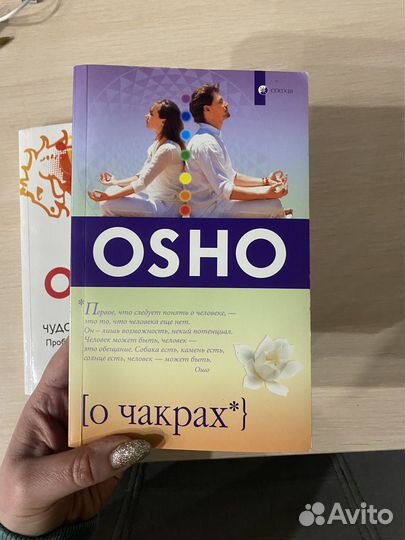 СОФИЯ
OSHO
*Первое, что следует понять о человеке, —
это то, что человека еще нет.
Он – лишь возможность, некий потенциал.
Человек может быть, человек —
это обещание. Собака есть, камень есть,
солнце есть, человек — может быть.
Ошо
[о чакрах*}
O
ЧУДО
Avito